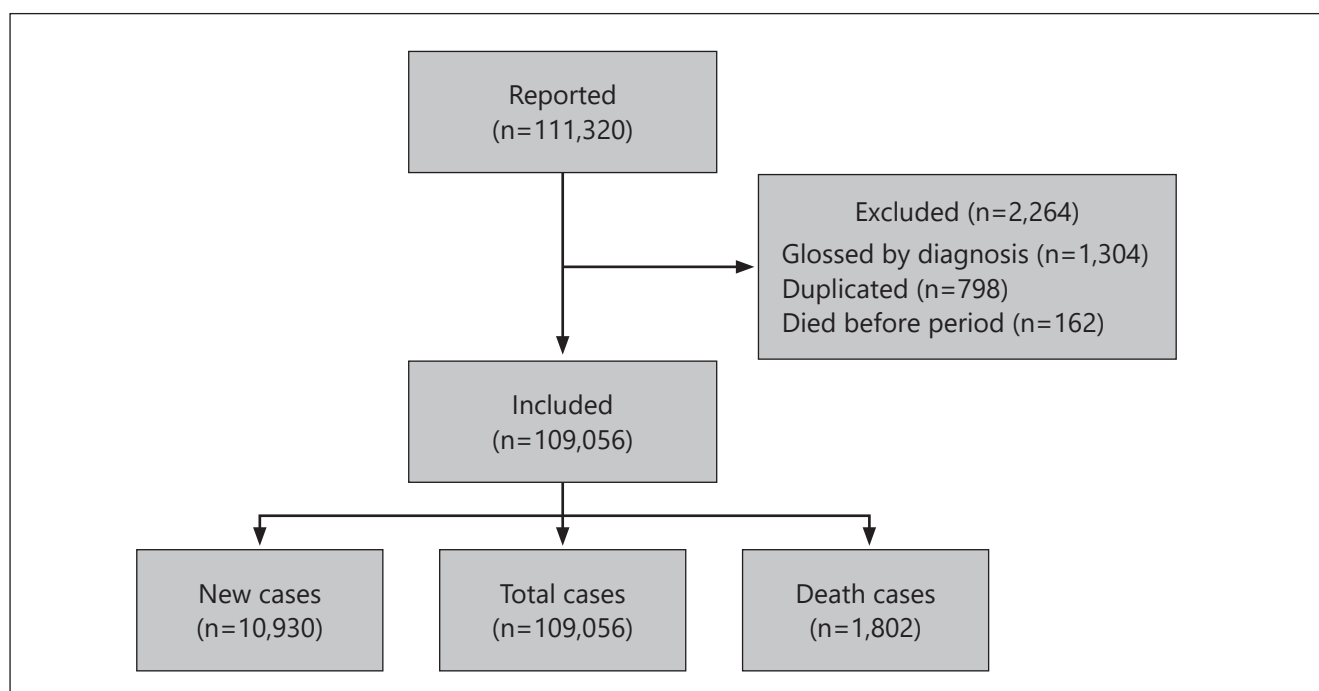 Reported
(n=111,320)
Excluded (n=2,264)
Glossed by diagnosis (n=1,304)
Duplicated (n=798)
Died before period (n=162)
Included
(n=109,056)
New cases
(n=10,930)
Total cases
(n=109,056)
Death cases
(n=1,802)